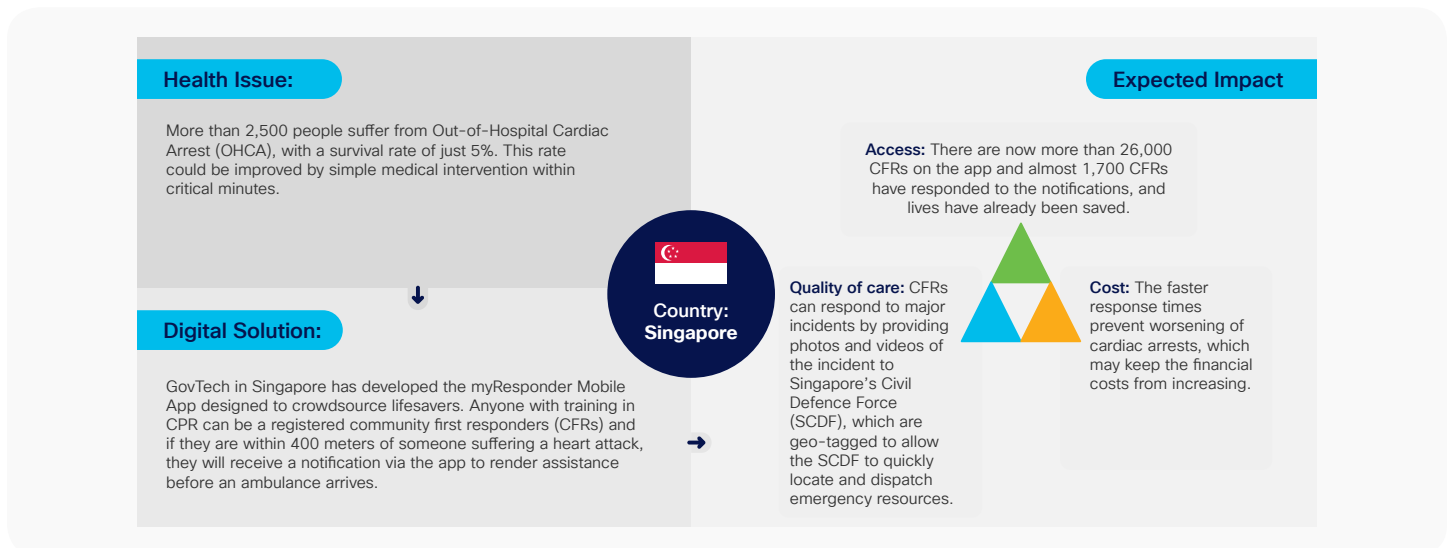 Health Issue:
More than 2,500 people suffer from Out-of-Hospital Cardiac
Arrest (OHCA), with a survival rate of just 5%. This rate
could be improved by simple medical intervention within
critical minutes.
Digital Solution:
GovTech in Singapore has developed the myResponder Mobile
App designed to crowdsource lifesavers. Anyone with training in
CPR can be a registered community first responders (CFRs) and
if they are within 400 meters of someone suffering a heart attack,
they will receive a notification via the app to render assistance
before an ambulance arrives.
Country:
Singapore
Expected Impact
Access: There are now more than 26,000
CFRs on the app and almost 1,700 CFRs
have responded to the notifications, and
lives have already been saved.
Quality of care: CFRs
can respond to major
incidents by providing
photos and videos of
the incident to
Singapore's Civil
Defence Force
(SCDF), which are
geo-tagged to allow
the SCDF to quickly
locate and dispatch
emergency resources.
Cost: The faster
response times
prevent worsening of
cardiac arrests, which
may keep the financial
costs from increasing.